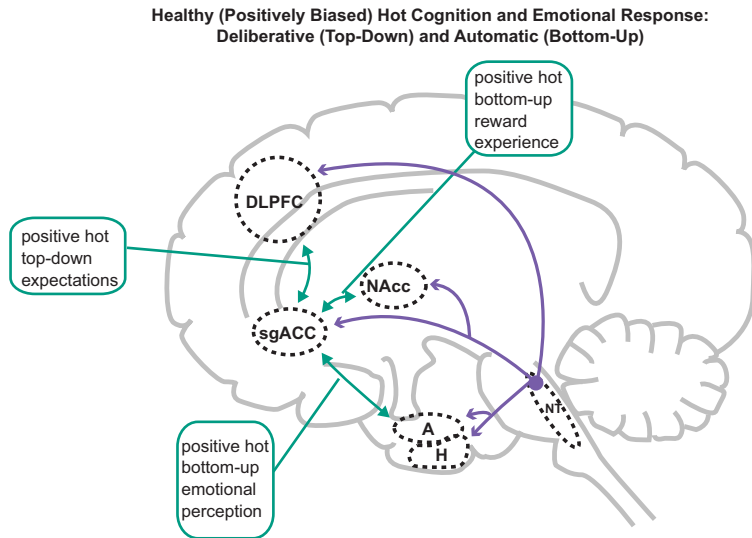 Healthy (Positively Biased) Hot Cognition and Emotional Response:
Deliberative (Top-Down) and Automatic (Bottom-Up)
positive hot
bottom-up
reward
experience
DLPFC
positive hot
top-down
expectations
NAcc
sgACC
NT
A
H
positive hot
bottom-up
emotional
perception